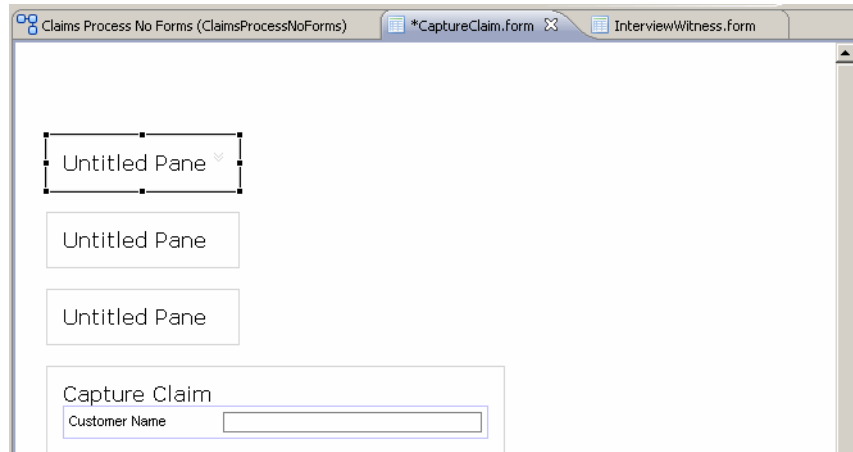 Claims Process No Forms (ClaimsProcessNoForms) *CaptureClaim.form InterviewWitness.form
Untitled Pane
Untitled Pane
Untitled Pane
Capture Claim
Customer Name